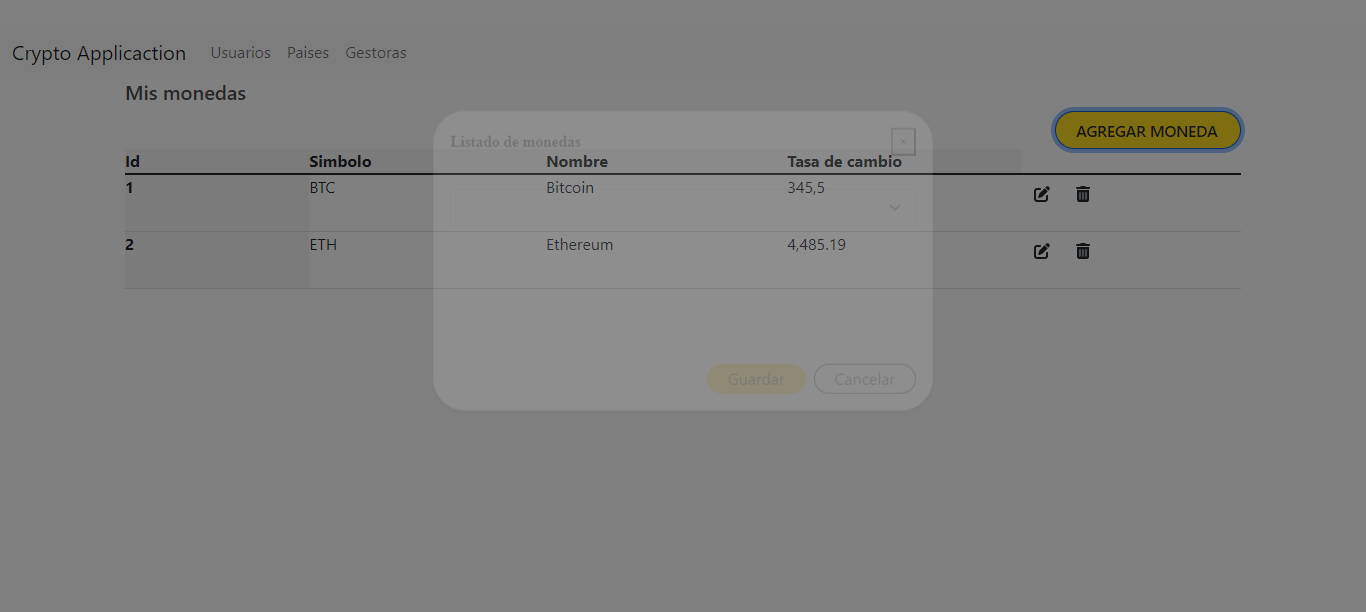 Crypto Applicaction Usuarios Paises Gestoras
Mis monedas
AGREGAR MONEDA
Listado de monedas ×
Id Simbolo Nombre Tasa de cambio
1 BTC Bitcoin 345,5
2 ETH Ethereum 4,485.19
Guardar Cancelar